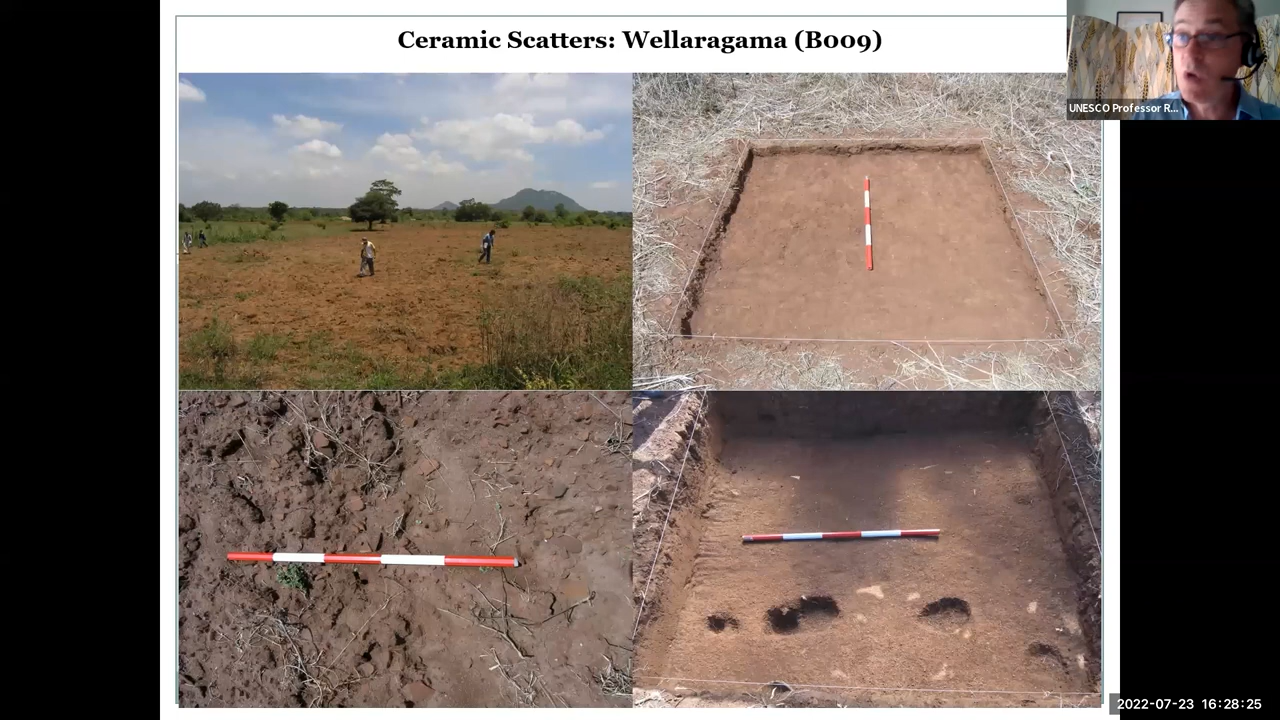 Ceramic Scatters: Wellaragama (B009)
UNESCO Professor R...
2022-07-23 16:28:25